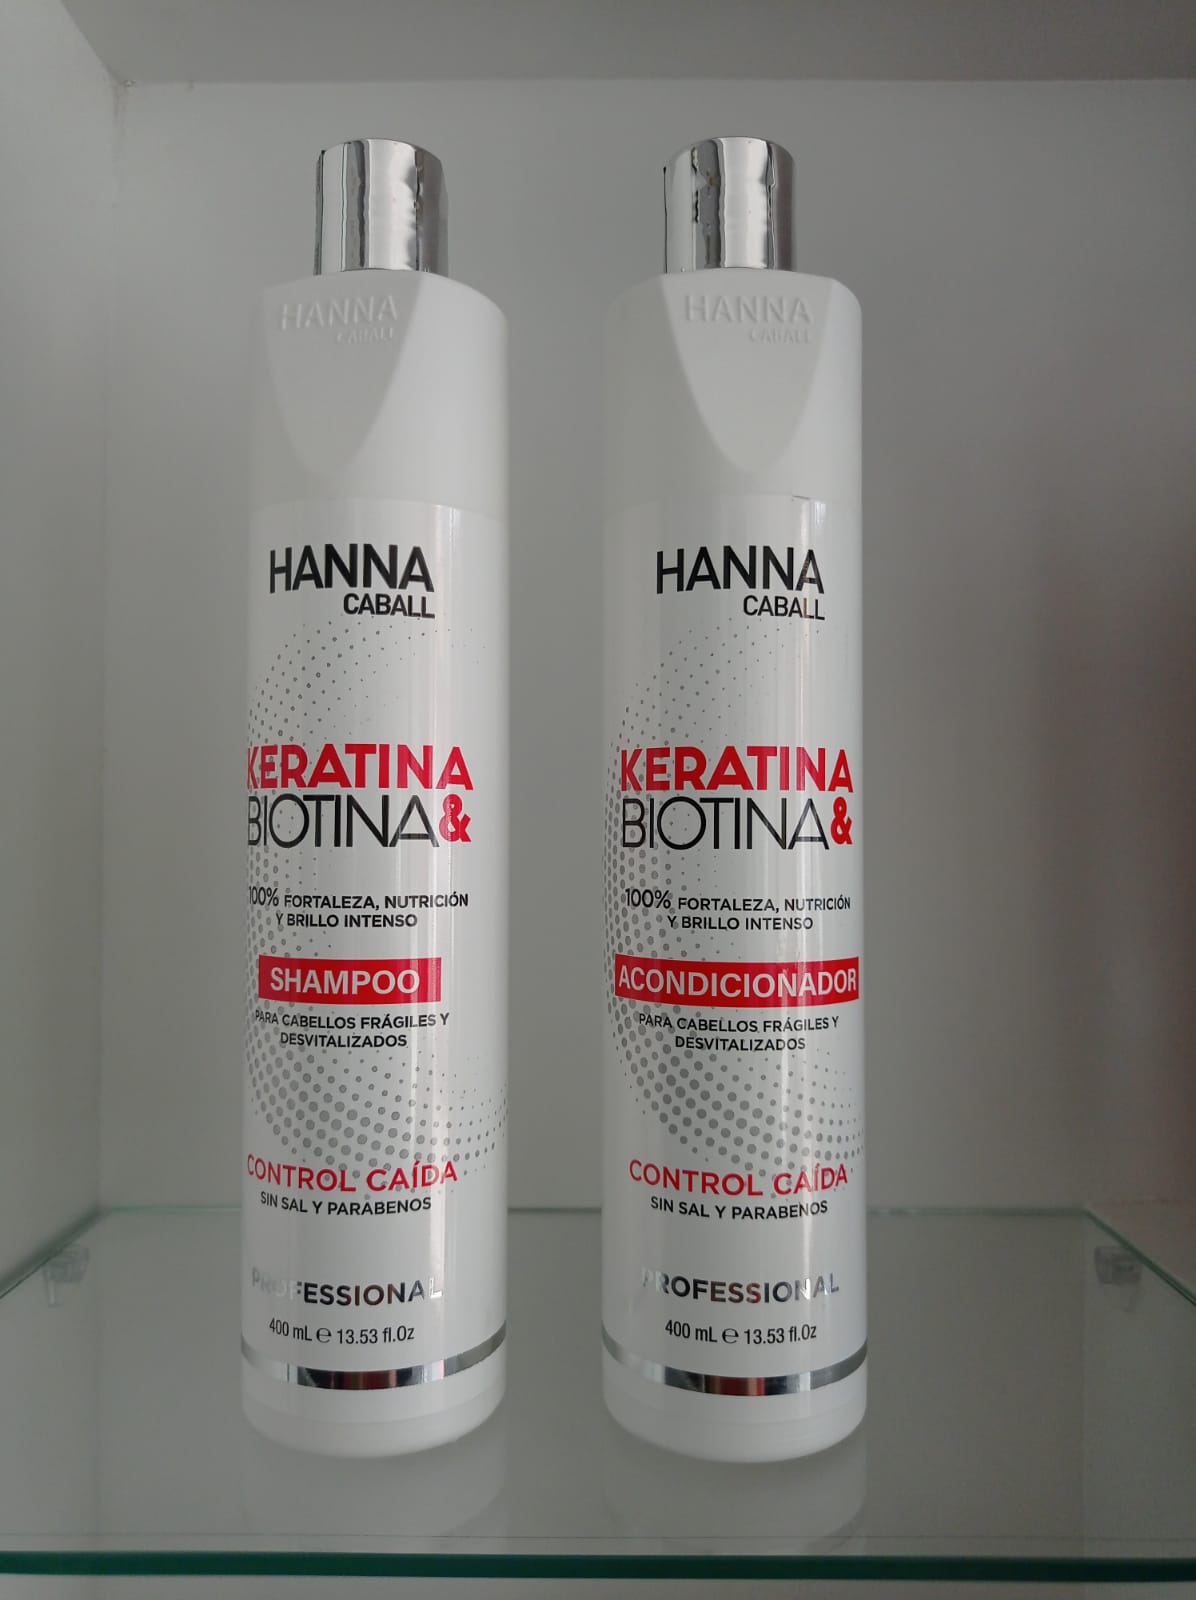 HANNA
CABALL
HANNA
CABALL
KERATINA
BIOTINA&
100% FORTALEZA, NUTRICIÓN
Y BRILLO INTENSO
SHAMPOO
PARA CABELLOS FRÁGILES Y
DESVITALIZADOS
CONTROL CAÍDA
SIN SAL Y PARABENOS
PROFESSIONAL
400 mL ℮ 13.53 fl.Oz
HANNA
CABALL
HANNA
CABALL
KERATINA
BIOTINA&
100% FORTALEZA, NUTRICIÓN
Y BRILLO INTENSO
ACONDICIONADOR
PARA CABELLOS FRÁGILES Y
DESVITALIZADOS
CONTROL CAÍDA
SIN SAL Y PARABENOS
PROFESSIONAL
400 mL ℮ 13.53 fl.Oz